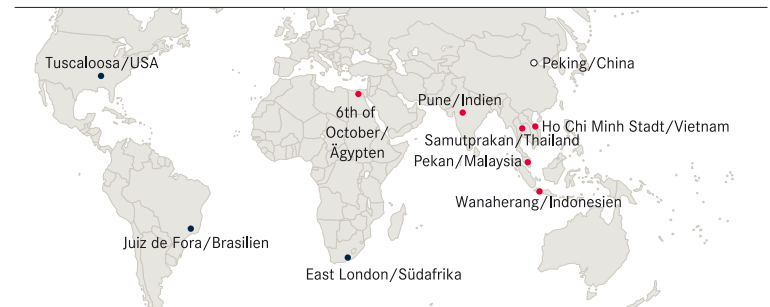 Tuscaloosa/USA
Peking/China
Pune/Indien
6th of
October/
Ägypten
Ho Chi Minh Stadt/Vietnam
Samutprakan/Thailand
Pekan/Malaysia
Wanaherang/Indonesien
Juiz de Fora/Brasilien
East London/Südafrika